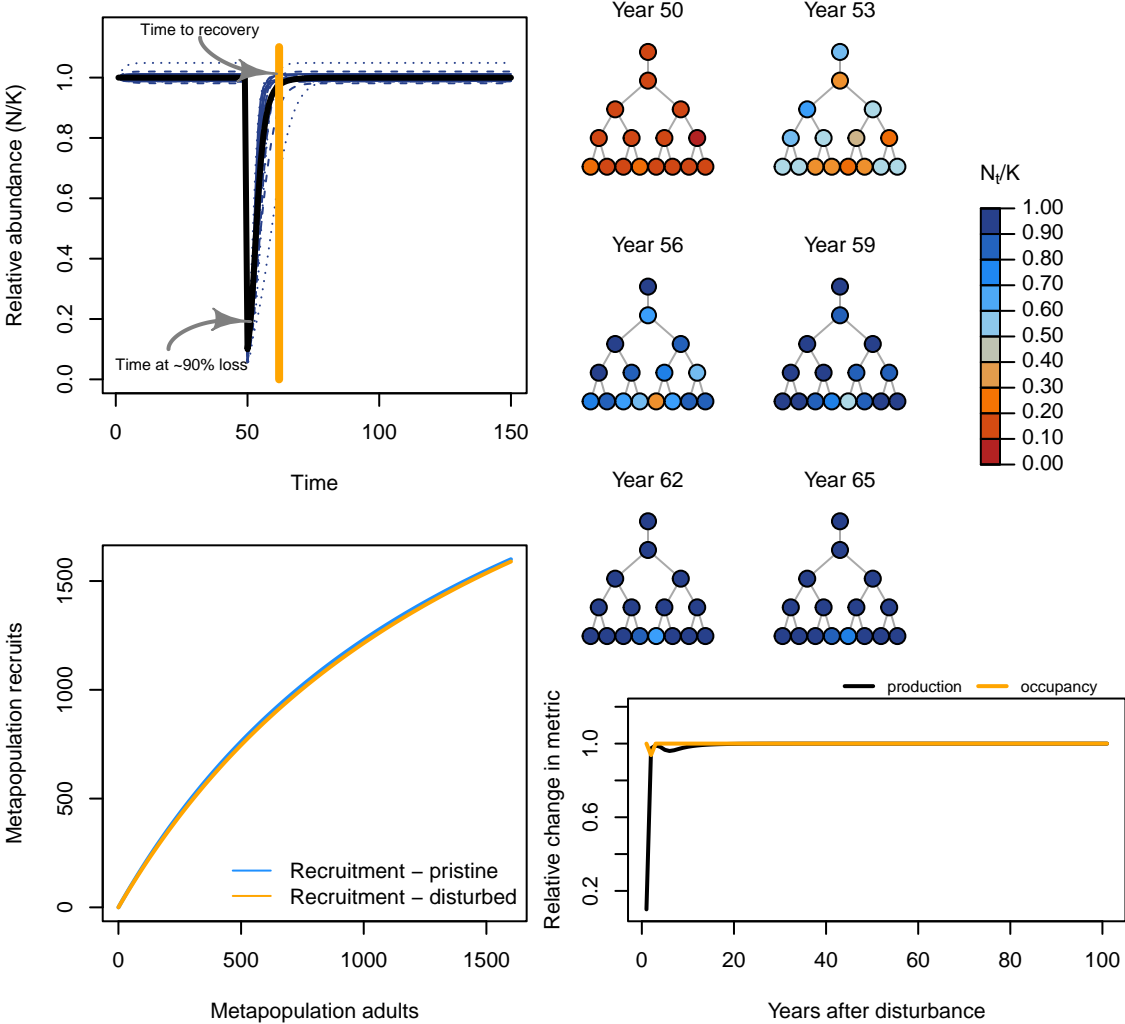 Time to recovery
Time at ~90% loss
Relative abundance (N/K)
0.0
0.2
0.4
0.6
0.8
1.0
0
50
100
150
Time
Year 50
Year 53
Year 56
Year 59
Year 62
Year 65
Nt/K
1.00
0.90
0.80
0.70
0.60
0.50
0.40
0.30
0.20
0.10
0.00
Metapopulation recruits
0
500
1000
1500
Recruitment − pristine
Recruitment − disturbed
0
500
1000
1500
Metapopulation adults
production
occupancy
Relative change in metric
0.2
0.6
1.0
0
20
40
60
80
100
Years after disturbance